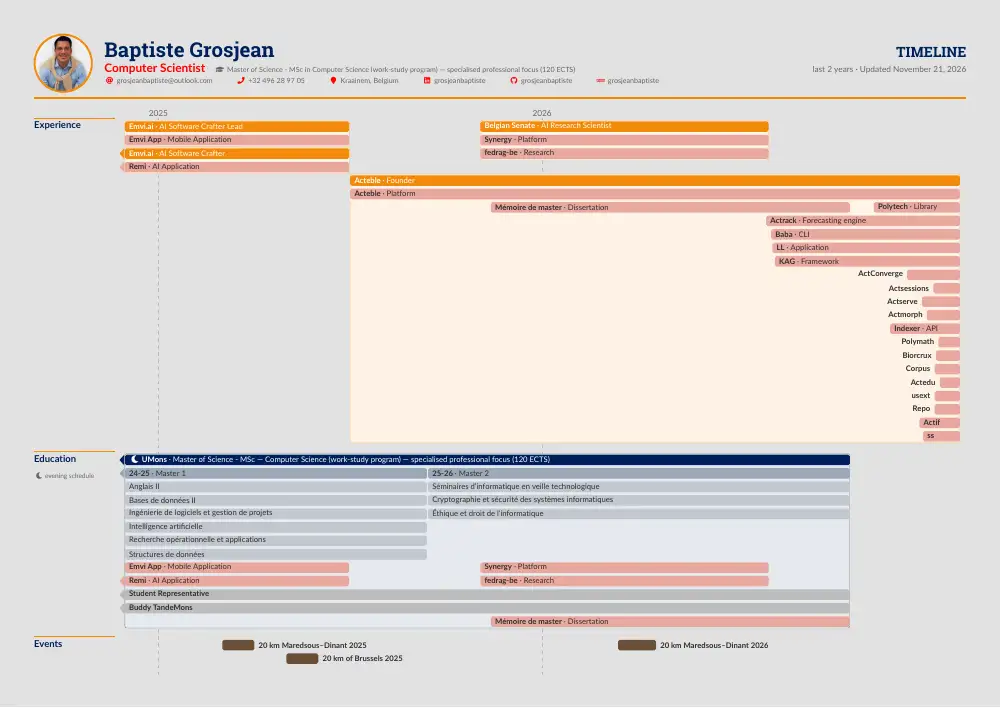 Baptiste Grosjean
TIMELINE
Computer Scientist Master of Science - MSc in Computer Science (work-study program) — specialised professional focus (120 ECTS)
last 2 years · Updated November 21, 2026
grosjeanbaptiste@outlook.com +32 496 28 97 05 Kraainem, Belgium grosjeanbaptiste grosjeanbaptiste grosjeanbaptiste
2025 2026
Experience
Emvi.ai · AI Software Crafter Lead
Belgian Senate · AI Research Scientist
Emvi App · Mobile Application
Synergy · Platform
Emvi.ai · AI Software Crafter
fedrag-be · Research
Remi · AI Application
Acteble · Founder
Acteble · Platform
Mémoire de master · Dissertation
Polytech · Library
Actrack · Forecasting engine
Baba · CLI
LL · Application
KAG · Framework
ActConverge
Actsessions
Actserve
Actmorph
Indexer · API
Polymath
Biorcrux
Corpus
Actedu
usext
Repo
Actif
ss
Education
UMons · Master of Science - MSc — Computer Science (work-study program) — specialised professional focus (120 ECTS)
evening schedule
24-25 · Master 1
25-26 · Master 2
Anglais II
Séminaires d'informatique en veille technologique
Bases de données II
Cryptographie et sécurité des systèmes informatiques
Ingénierie de logiciels et gestion de projets
Éthique et droit de l'informatique
Intelligence artificielle
Recherche opérationnelle et applications
Structures de données
Emvi App · Mobile Application
Synergy · Platform
Remi · AI Application
fedrag-be · Research
Student Representative
Buddy TandeMons
Mémoire de master · Dissertation
Events
20 km Maredsous–Dinant 2025
20 km Maredsous–Dinant 2026
20 km of Brussels 2025